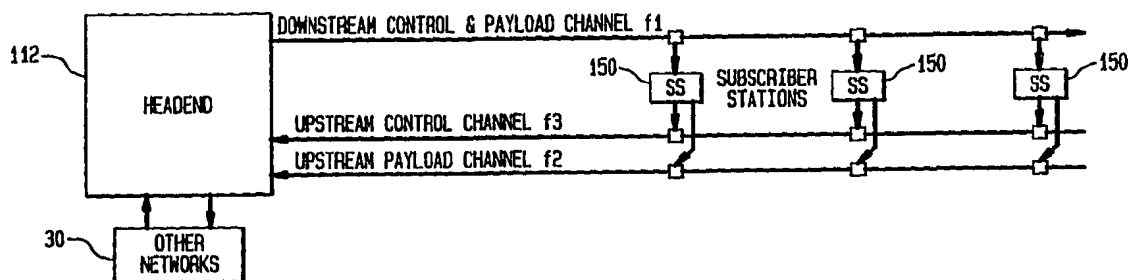 DOWNSTREAM CONTROL & PAYLOAD CHANNEL f1
112
HEADEND
150
SS
SUBSCRIBER
STATIONS
150
SS
150
SS
UPSTREAM CONTROL CHANNEL f3
UPSTREAM PAYLOAD CHANNEL f2
30
OTHER
NETWORKS